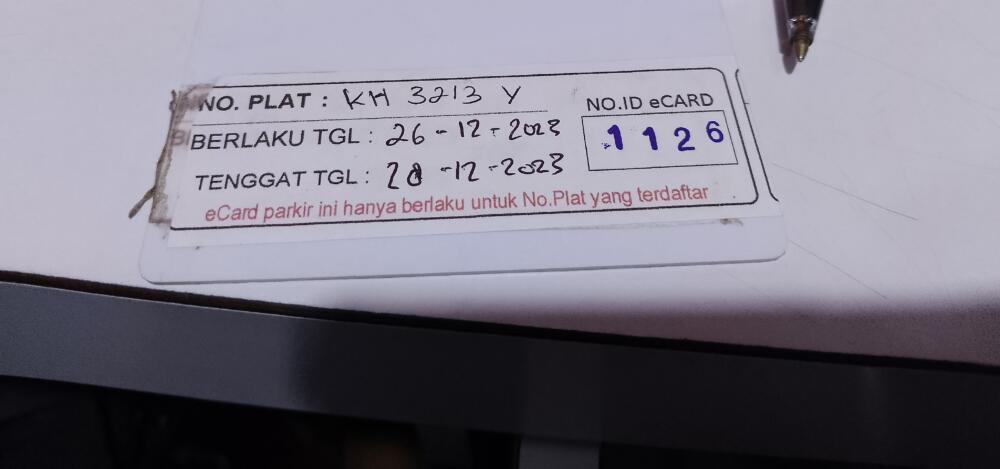 NO. PLAT : KH 3213 Y
NO.ID eCARD
BERLAKU TGL : 26-12-2023
1126
TENGGAT TGL : 28-12-2023
eCard parkir ini hanya berlaku untuk No.Plat yang terdaftar